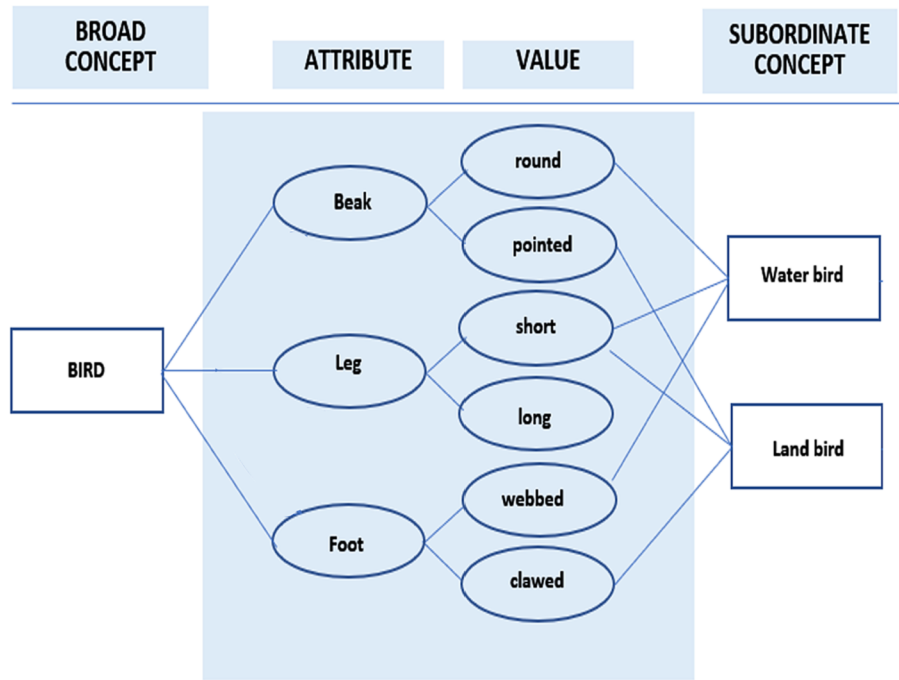 BROAD
CONCEPT
ATTRIBUTE
VALUE
SUBORDINATE
CONCEPT
BIRD
Beak
Leg
Foot
round
pointed
short
long
webbed
clawed
Water bird
Land bird